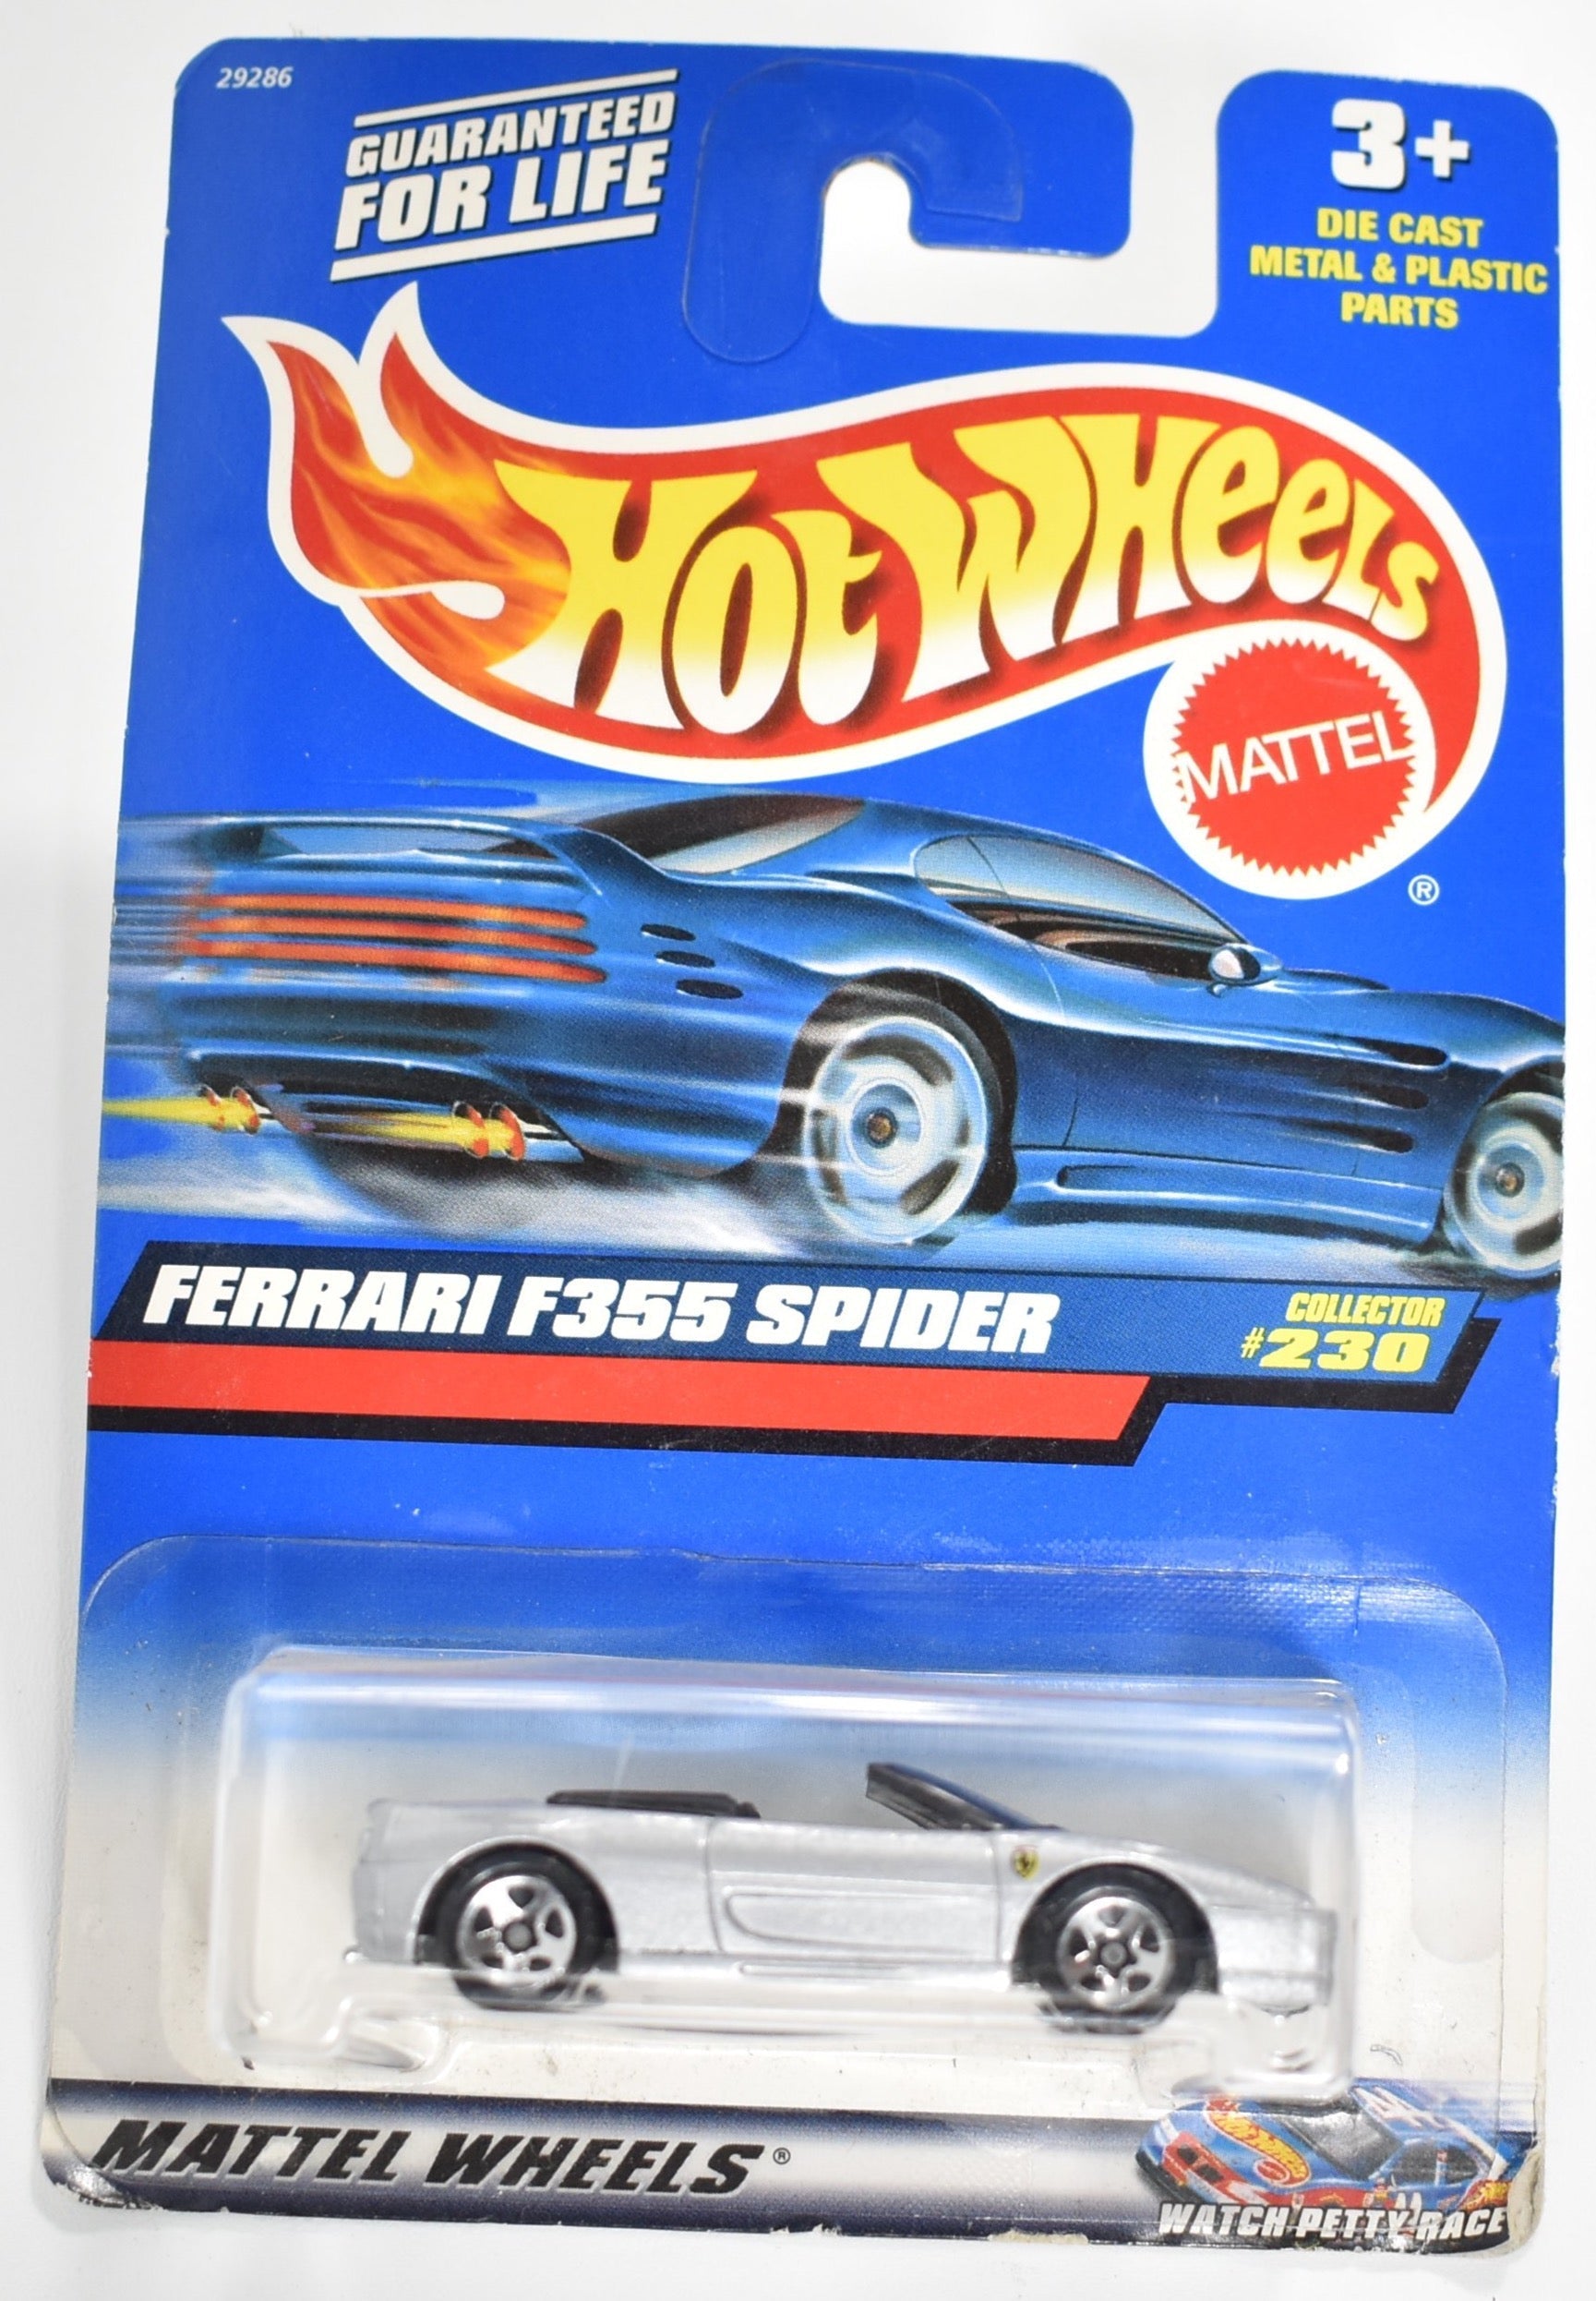 29286
GUARANTEED
FOR LIFE
3+
DIE CAST
METAL & PLASTIC
PARTS
HOT WHEELS
MATTEL
®
FERRARI F355 SPIDER
COLLECTOR
#230
MATTEL WHEELS®
WATCH PETTY RACE